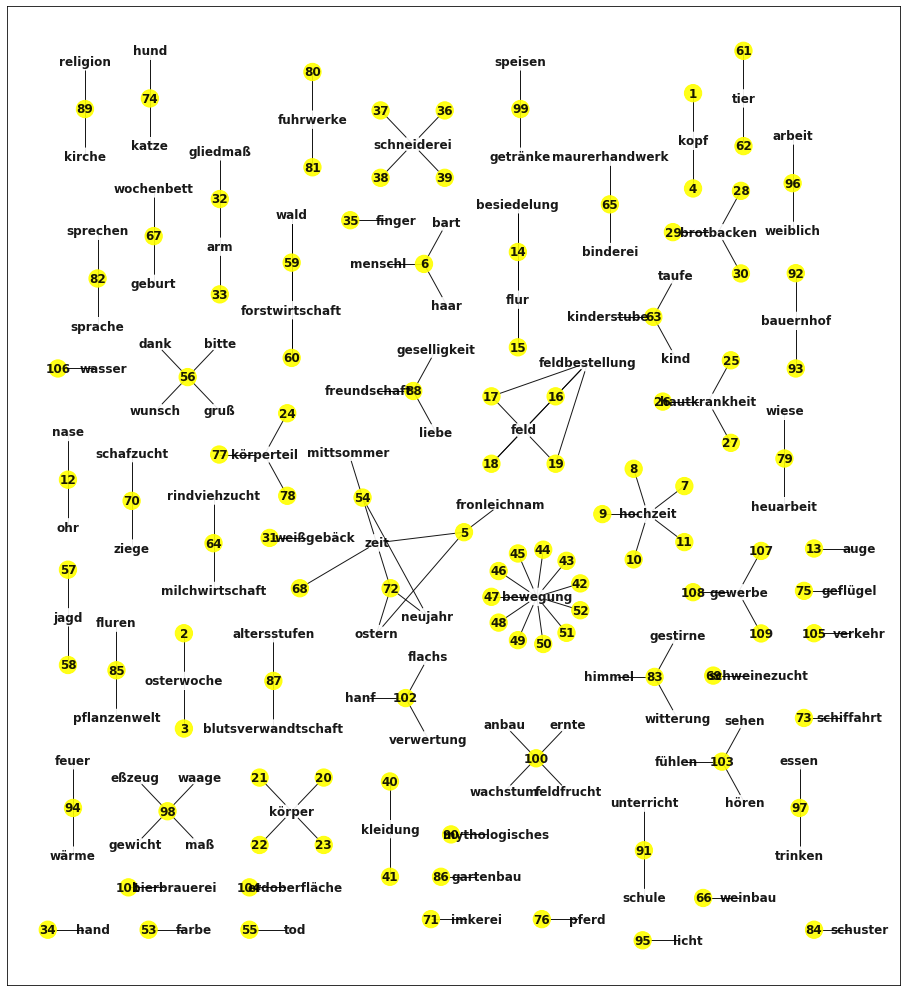 61
hund
religion
speisen
80
1
74
tier
89
99
37
36
fuhrwerke
arbeit
kopf
schneiderei
katze
62
gliedmaß
kirche
getränke
maurerhandwerk
81
38
39
96
4
wochenbett
28
32
65
besiedelung
wald
35
finger
bart
sprechen
weiblich
29
brotbacken
67
arm
14
binderei
59
menschl
6
30
92
taufe
82
geburt
33
flur
haar
forstwirtschaft
kinderstube
63
bauernhof
sprache
dank
bitte
15
geselligkeit
60
kind
25
feldbestellung
106
wasser
93
56
freundschaft
88
17
16
26
hautkrankheit
wunsch
gruß
24
wiese
nase
liebe
feld
27
schafzucht
77
körperteil
mittsommer
79
18
19
8
12
7
rindviehzucht
78
54
70
fronleichnam
heuarbeit
9
hochzeit
ohr
5
31
weißgebäck
zeit
64
11
ziege
45
44
107
13
auge
10
43
57
46
42
68
72
milchwirtschaft
108
gewerbe
75
geflügel
47
bewegung
52
jagd
neujahr
48
fluren
2
altersstufen
ostern
49
50
51
109
105
verkehr
gestirne
flachs
58
85
osterwoche
87
himmel
83
69
schweinezucht
hanf
102
pflanzenwelt
witterung
73
schiffahrt
sehen
3
blutsverwandtschaft
anbau
ernte
verwertung
feuer
100
fühlen
103
essen
eßzeug
waage
21
20
40
wachstum
feldfrucht
94
98
körper
unterricht
hören
97
kleidung
90
mythologisches
gewicht
maß
22
23
wärme
91
trinken
41
86
gartenbau
101
bierbrauerei
104
erdoberfläche
schule
66
weinbau
71
imkerei
76
pferd
34
hand
53
farbe
55
tod
84
schuster
95
licht